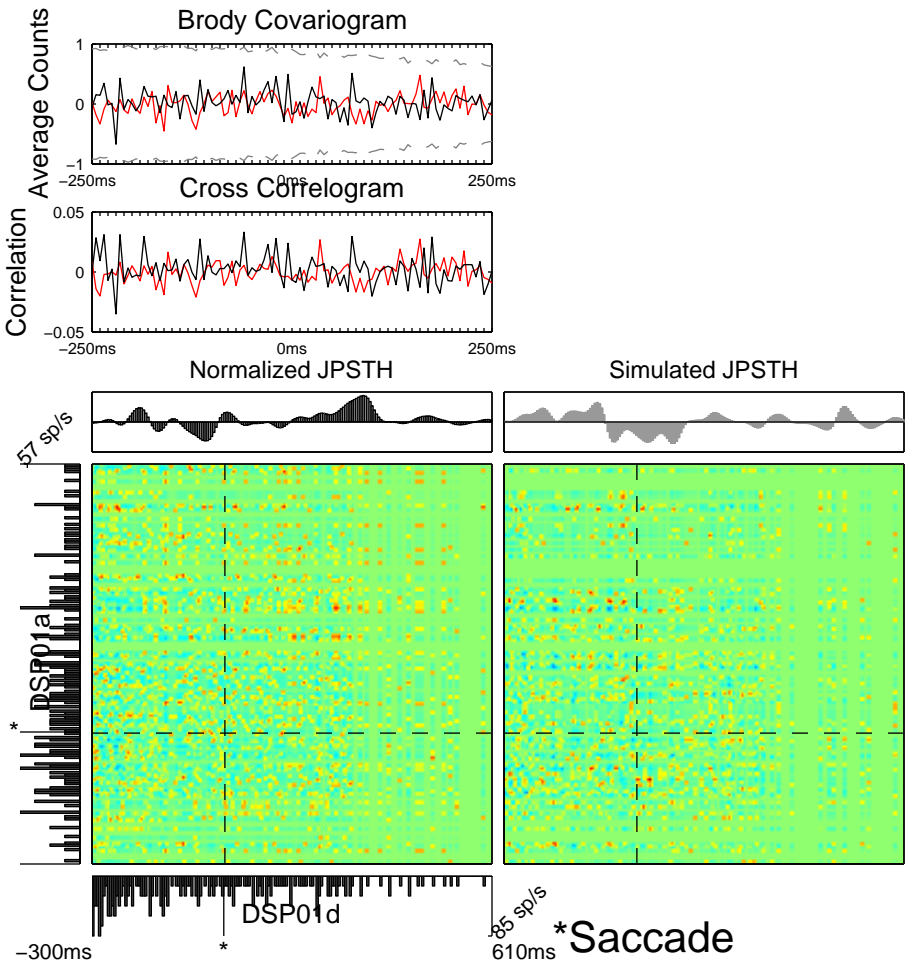 Brody Covariogram
Average Counts
1
0
−1
−250ms
0ms
250ms
Cross Correlogram
Correlation
0.05
0
-0.05
−250ms
0ms
250ms
Normalized JPSTH
Simulated JPSTH
57 sp/s
DSP01a
*
DSP01d
*
85 sp/s
−300ms
610ms
*Saccade